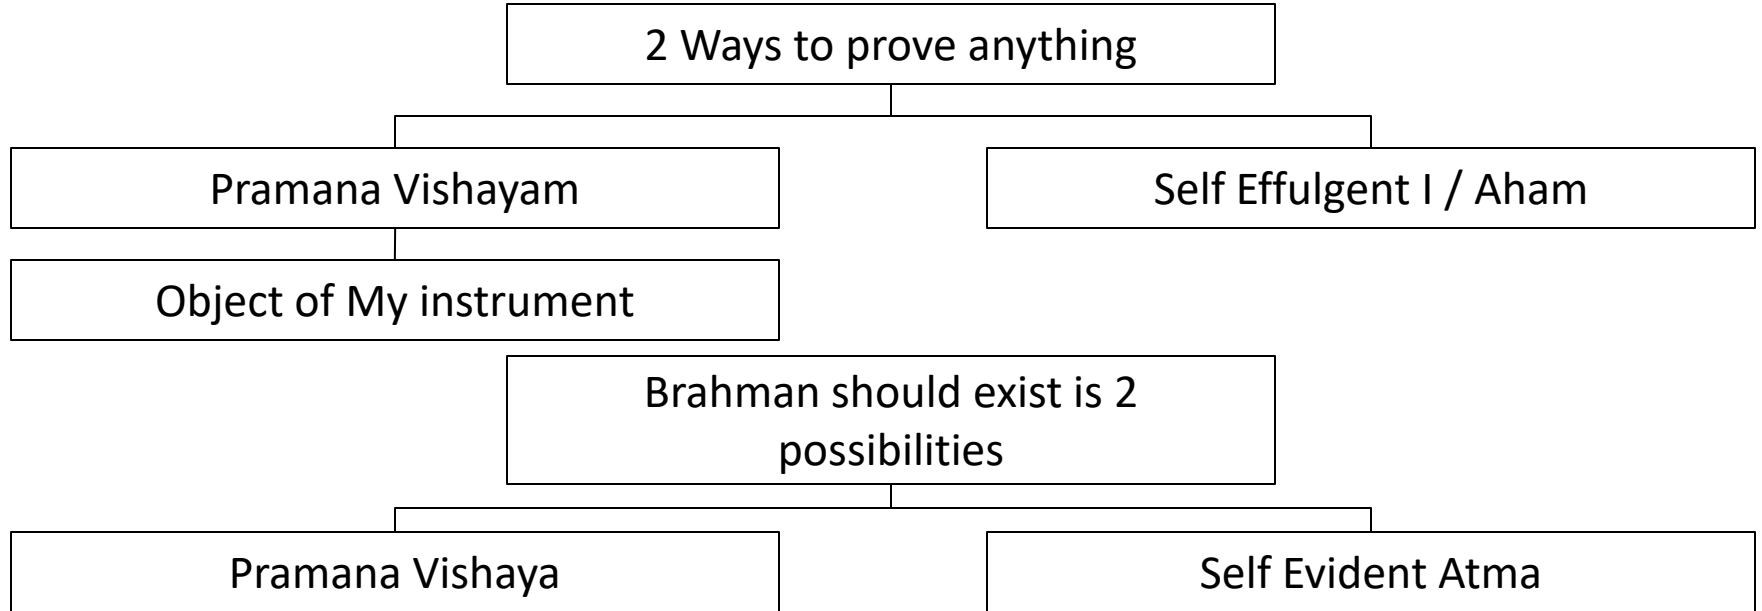 2 Ways to prove anything
Pramana Vishayam
Self Effulgent I / Aham
Object of My instrument
Brahman should exist is 2
possibilities
Pramana Vishaya
Self Evident Atma